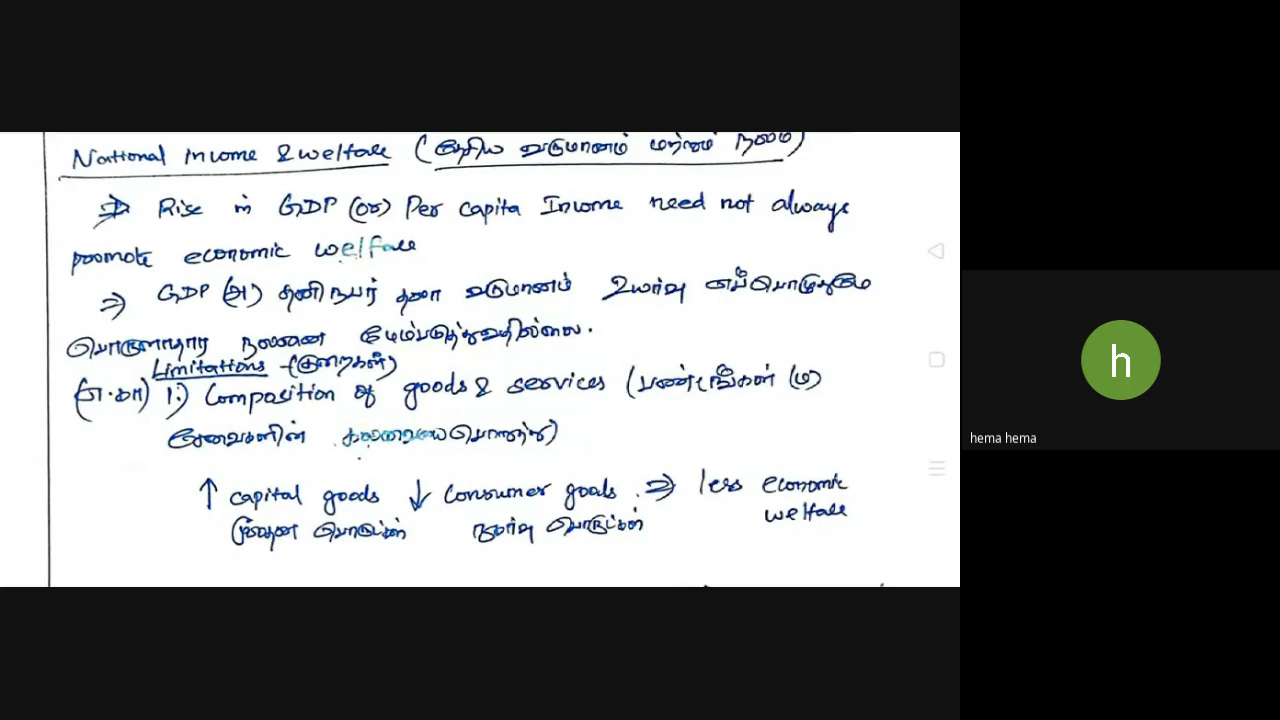 National Income & welfare (தேசிய வருமானம் மற்றும் நலம்)
⇒ Rise in GDP (or) Per capita Income need not always
promote economic welfare
⇒ GDP (அ) தனிநபர் தலா வருமானம் உயர்வு எப்பொழுதுமே
பொருளாதார நலனை மேம்படுத்துவதில்லை.
Limitations - (குறைகள்)
(எ.கா) 1.) Composition of goods & services (பண்டங்கள் (ம)
சேவைகளின் கலவையை பொறுத்து)
↑ capital goods ↓ consumer goods ⇒ less economic
மூலதன பொருட்கள் நுகர்வு பொருட்கள் welfare
h
hema hema